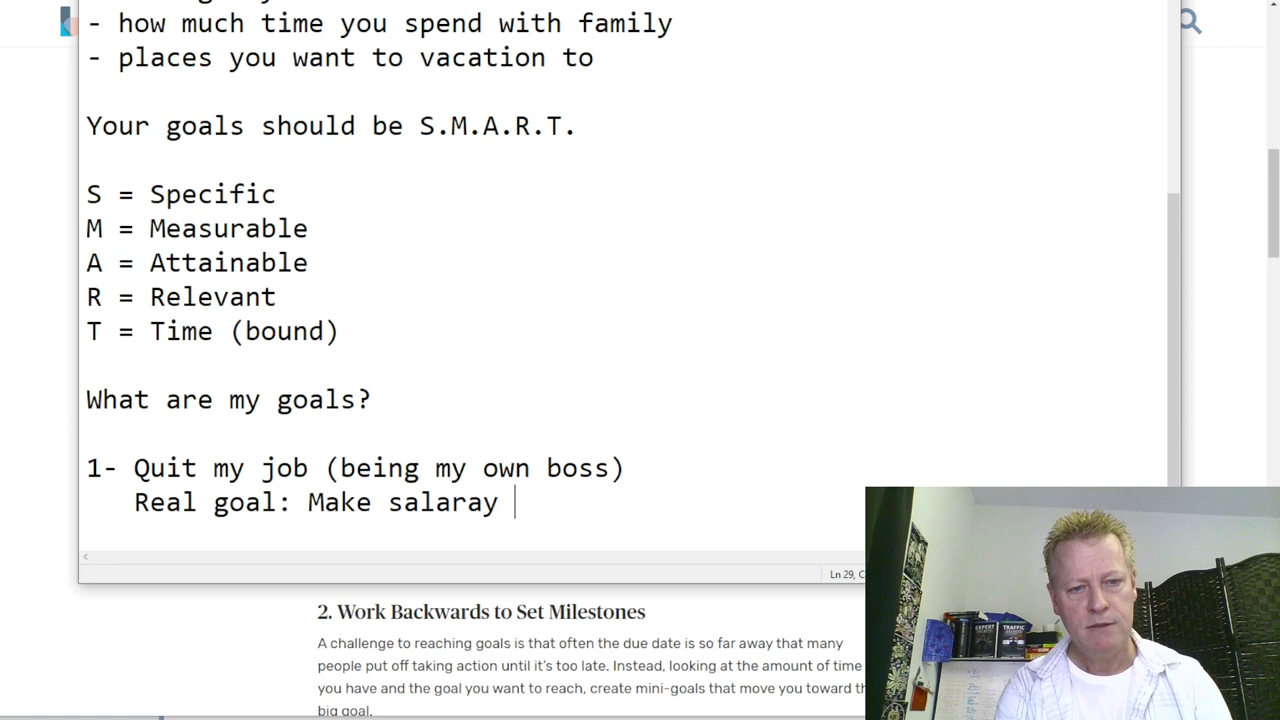 - how much time you spend with family
- places you want to vacation to
Your goals should be S.M.A.R.T.
S = Specific
M = Measurable
A = Attainable
R = Relevant
T = Time (bound)
What are my goals?
1- Quit my job (being my own boss)
Real goal: Make salaray
Ln 29, C
2. Work Backwards to Set Milestones
A challenge to reaching goals is that often the due date is so far away that many
people put off taking action until it's too late. Instead, looking at the amount of time
you have and the goal you want to reach, create mini-goals that move you toward th
big goal.
EXPERT
SECRETS
TRAFFIC
SECRETS